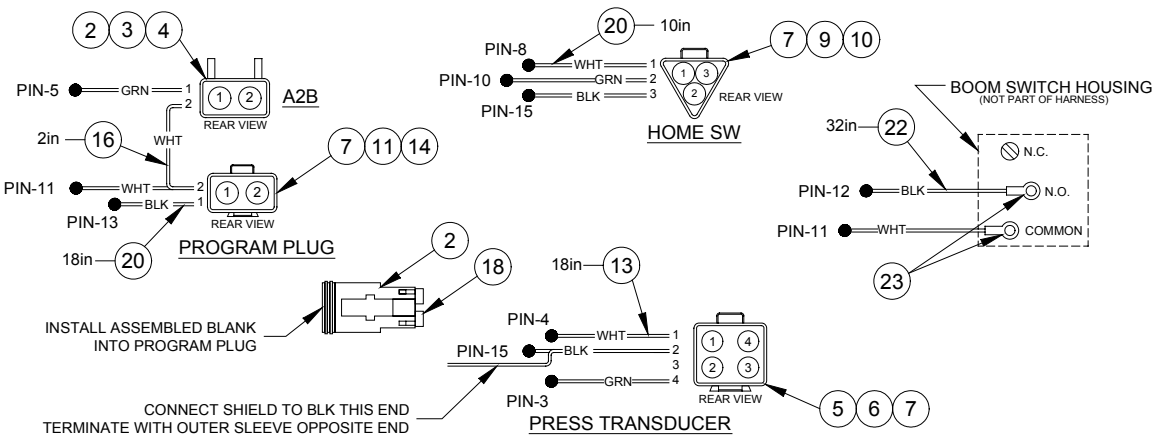 2 3 4
PIN-5
GRN
1
2
1 2
A2B
REAR VIEW
WHT
2in
16
7 11 14
PIN-11
WHT
2
1 2
PIN-13
BLK
1
REAR VIEW
PROGRAM PLUG
18in
20
20
10in
7 9 10
PIN-8
WHT
1
PIN-10
GRN
2
PIN-15
BLK
3
1 3
2
REAR VIEW
HOME SW
BOOM SWITCH HOUSING
(NOT PART OF HARNESS)
32in
22
N.C.
PIN-12
BLK
N.O.
PIN-11
WHT
COMMON
23
2
18
INSTALL ASSEMBLED BLANK
INTO PROGRAM PLUG
18in
13
PIN-4
WHT
1
PIN-15
BLK
2
3
PIN-3
GRN
4
1 4
2 3
REAR VIEW
5 6 7
CONNECT SHIELD TO BLK THIS END
TERMINATE WITH OUTER SLEEVE OPPOSITE END
PRESS TRANSDUCER